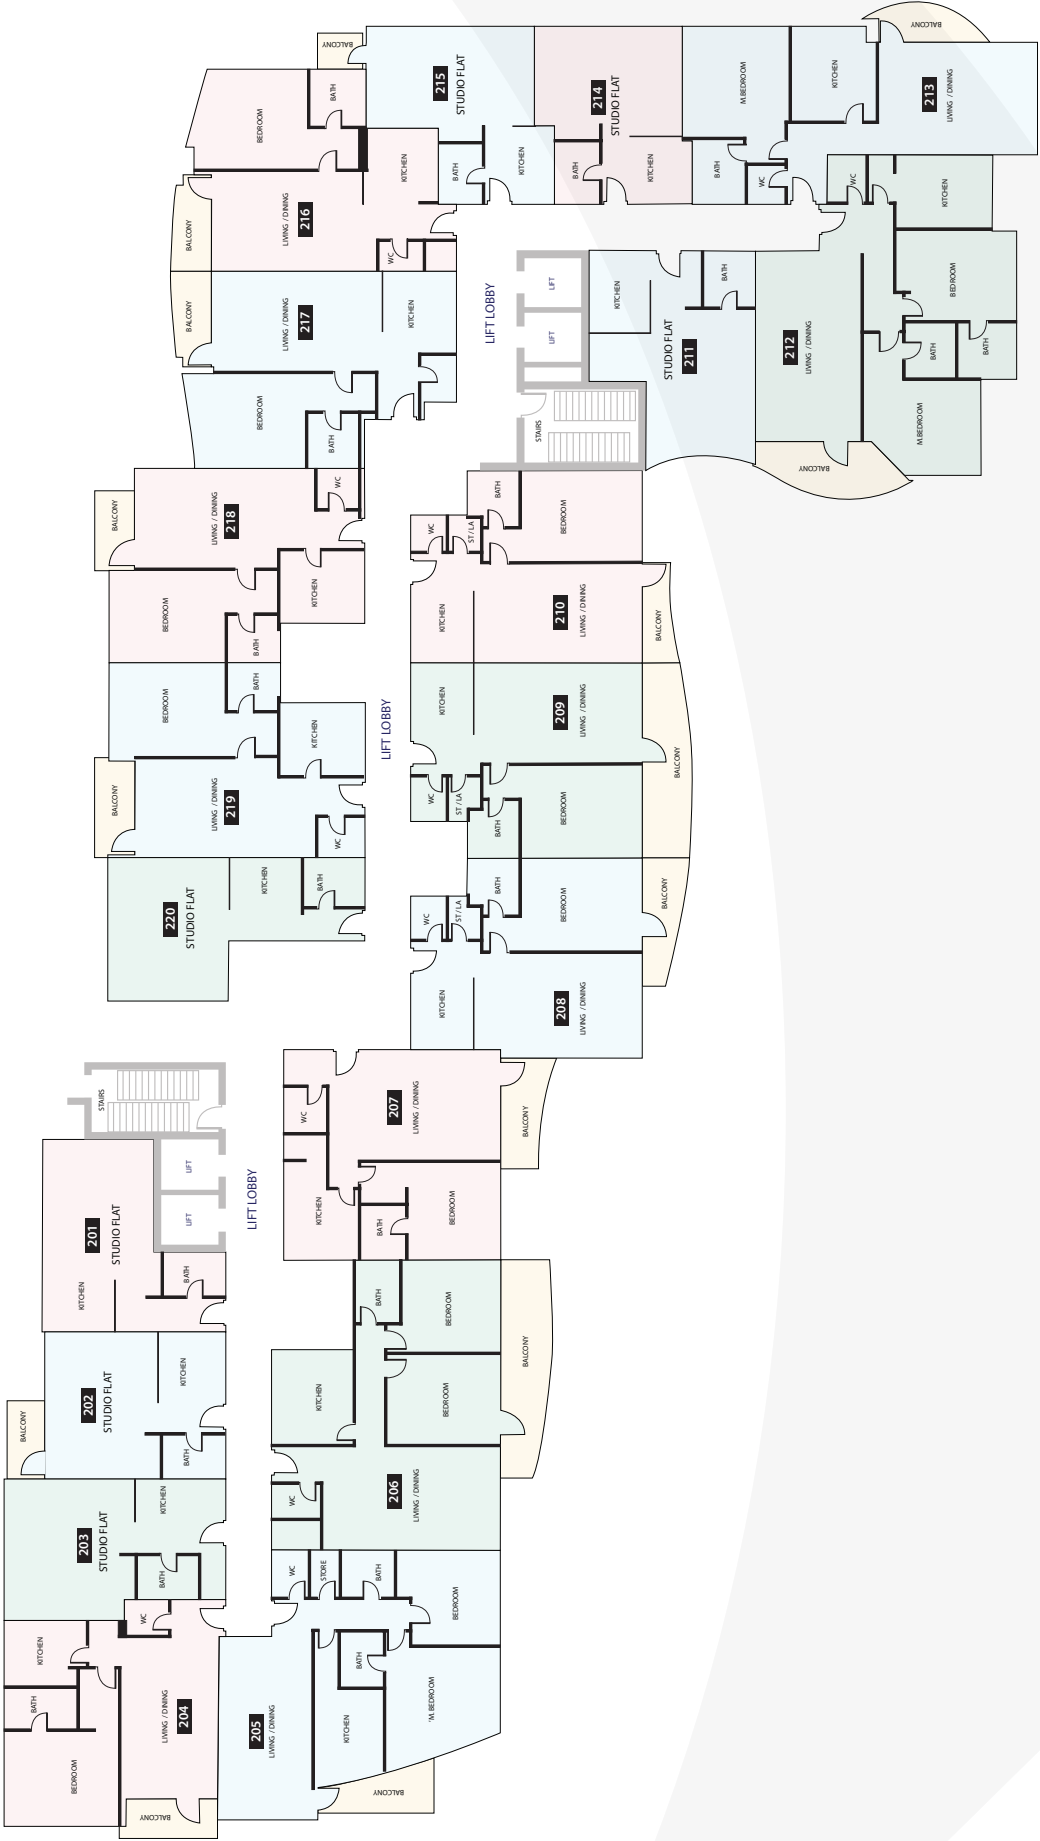 BALCONY
BATH
BEDROOM
215
STUDIO FLAT
BATH
KITCHEN
214
STUDIO FLAT
BATH
KITCHEN
M.BEDROOM
BATH
WC
KITCHEN
213
LIVING / DINING
BALCONY
KITCHEN
LIVING / DINING
216
BALCONY
WC
BALCONY
LIVING / DINING
217
KITCHEN
BEDROOM
BATH
LIFT LOBBY
LIFT
LIFT
STAIRS
KITCHEN
BATH
STUDIO FLAT
211
212
LIVING / DINING
WC
KITCHEN
BEDROOM
BATH
BATH
M.BEDROOM
BALCONY
BALCONY
LIVING / DINING
218
WC
KITCHEN
BEDROOM
BATH
BATH
WC
ST / LA
BEDROOM
KITCHEN
210
LIVING / DINING
BALCONY
BEDROOM
BATH
KITCHEN
LIFT LOBBY
BALCONY
LIVING / DINING
219
WC
KITCHEN
209
LIVING / DINING
BALCONY
WC
ST / LA
BATH
BEDROOM
220
STUDIO FLAT
KITCHEN
BATH
BATH
WC
ST / LA
BEDROOM
BALCONY
KITCHEN
208
LIVING / DINING
STAIRS
LIFT
LIFT
LIFT LOBBY
WC
207
LIVING / DINING
BALCONY
KITCHEN
BATH
BEDROOM
201
STUDIO FLAT
KITCHEN
BATH
202
STUDIO FLAT
KITCHEN
BATH
BALCONY
BATH
BEDROOM
KITCHEN
BEDROOM
BALCONY
206
LIVING / DINING
WC
203
STUDIO FLAT
KITCHEN
BATH
WC
STORE
BATH
BEDROOM
WC
KITCHEN
BATH
BEDROOM
LIVING / DINING
204
BALCONY
205
LIVING / DINING
BATH
KITCHEN
'M. BEDROOM
BALCONY